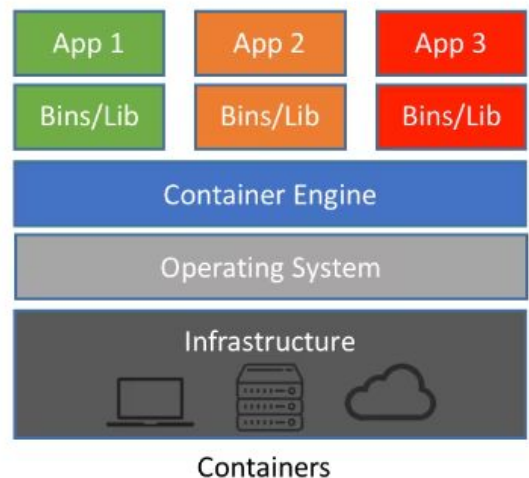 App 1 App 2 App 3
Bins/Lib Bins/Lib Bins/Lib
Container Engine
Operating System
Infrastructure
Containers